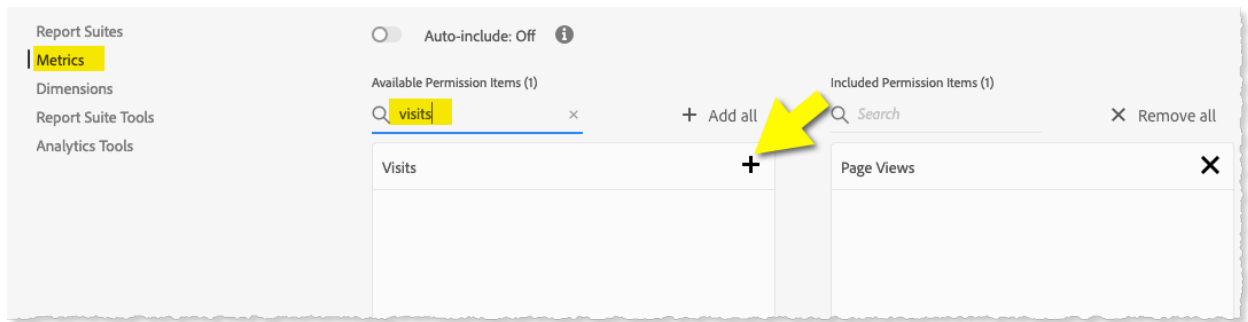 Report Suites
Metrics
Dimensions
Report Suite Tools
Analytics Tools
Auto-include: Off
Available Permission Items (1)
visits
+ Add all
Visits
Included Permission Items (1)
Search
Remove all
Page Views